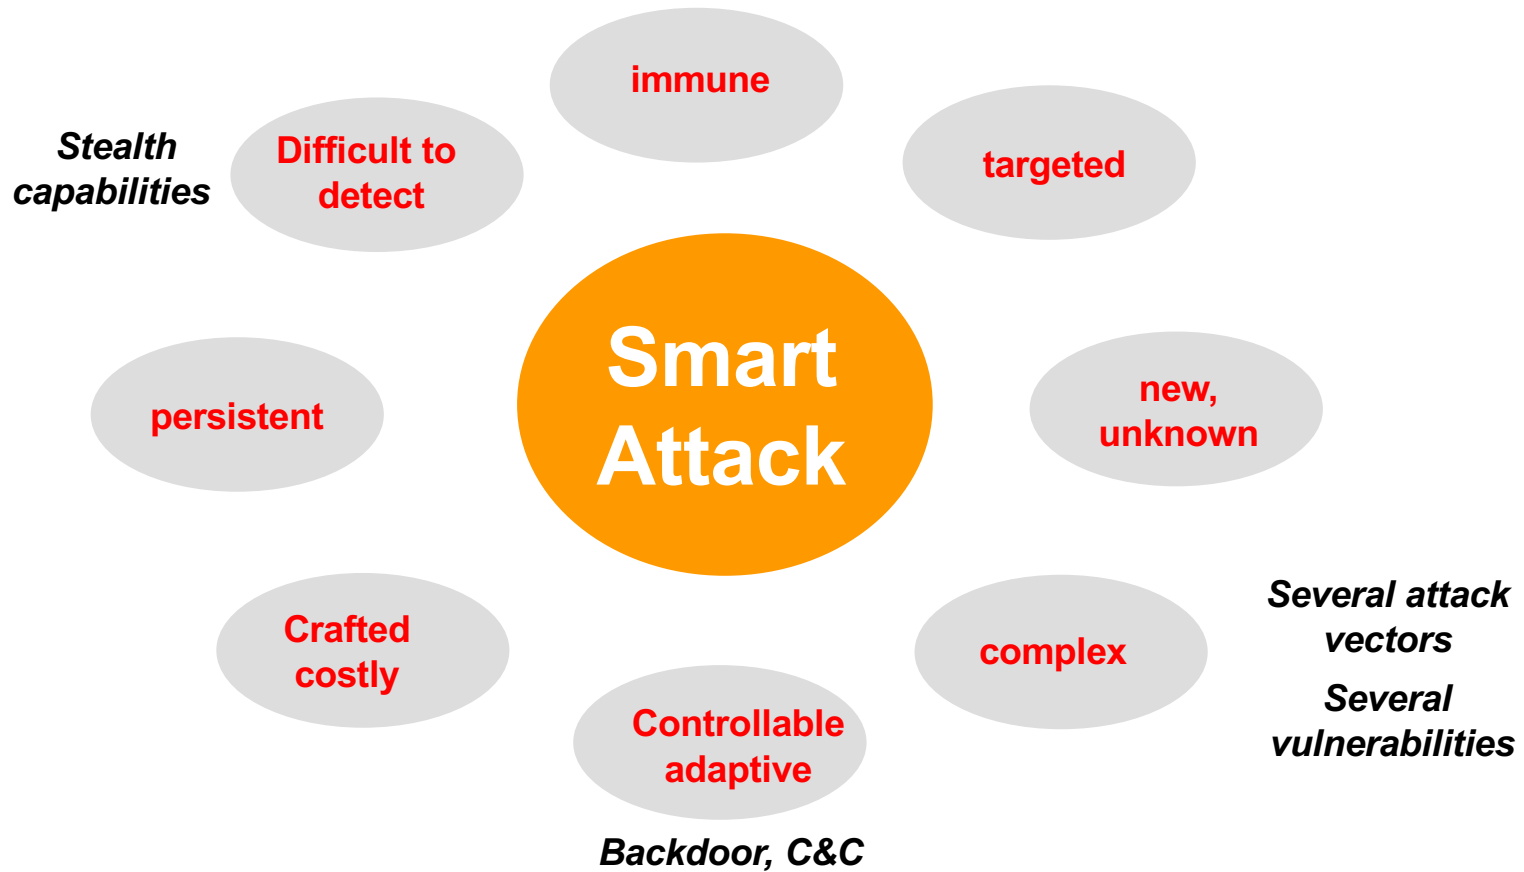 immune
Stealth
capabilities
Difficult to
detect
targeted
Smart
Attack
persistent
new,
unknown
Crafted
costly
complex
Several attack
vectors
Several
vulnerabilities
Controllable
adaptive
Backdoor, C&C